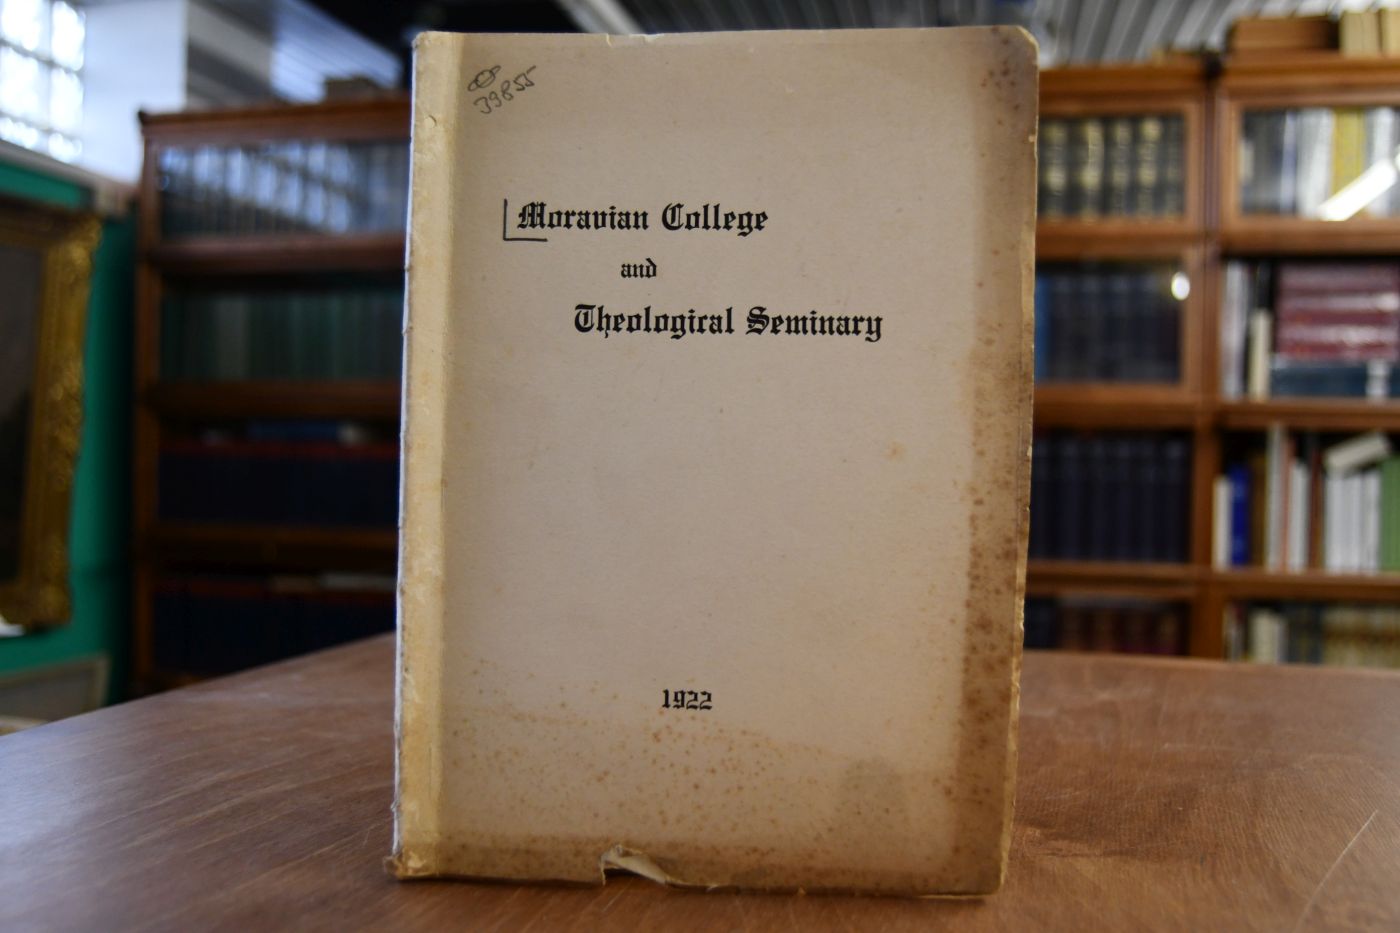 39855
Moravian College
and
Theological Seminary
1922